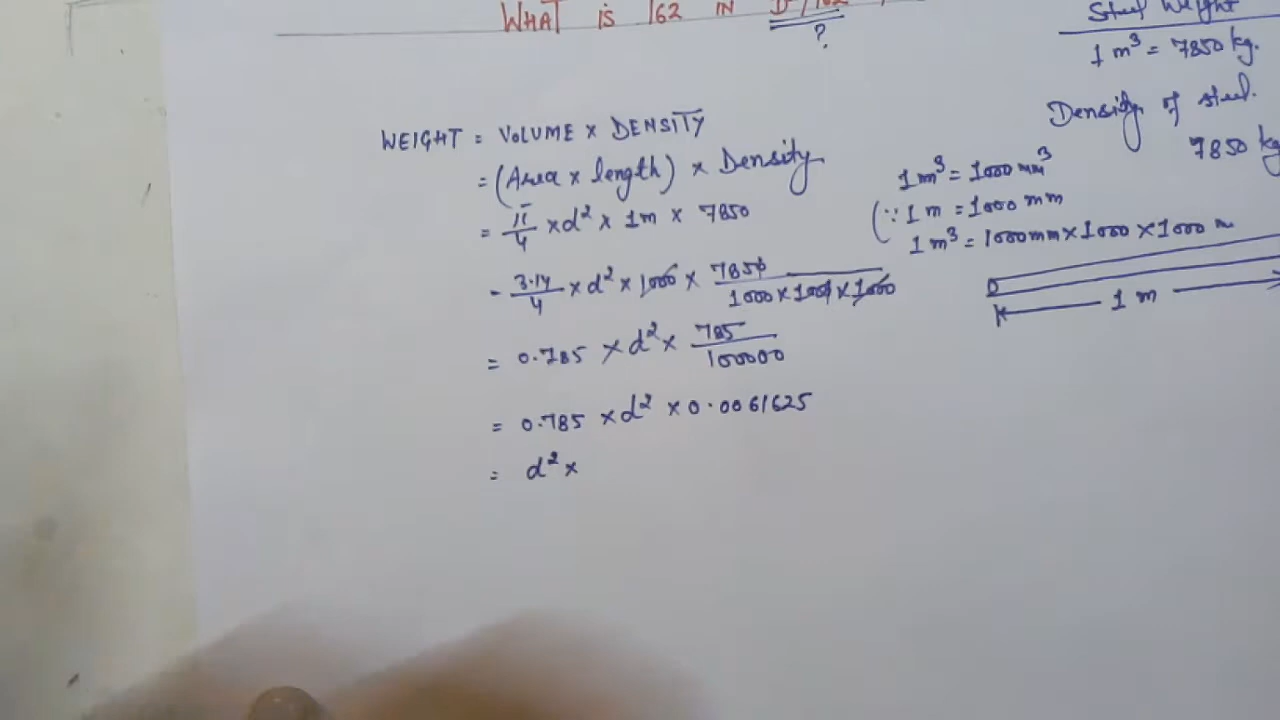 WHAT IS 162 IN D²/162
?
Steel Weight
1 m³ = 7850 kg.
Density of steel.
7850 kg
WEIGHT = VOLUME × DENSITY
= (Area × length) × Density
= π/4 × d² × 1m × 7850
= 3.14/4 × d² × 1000 × 7850/1000×1000×1000
= 0.785 × d² × 785/100000
= 0.785 × d² × 0.0061625
= d² ×
1 m³ = 1000 mm³
(∵ 1 m = 1000 mm
1 m³ = 1000mm × 1000 × 1000 m
1 m